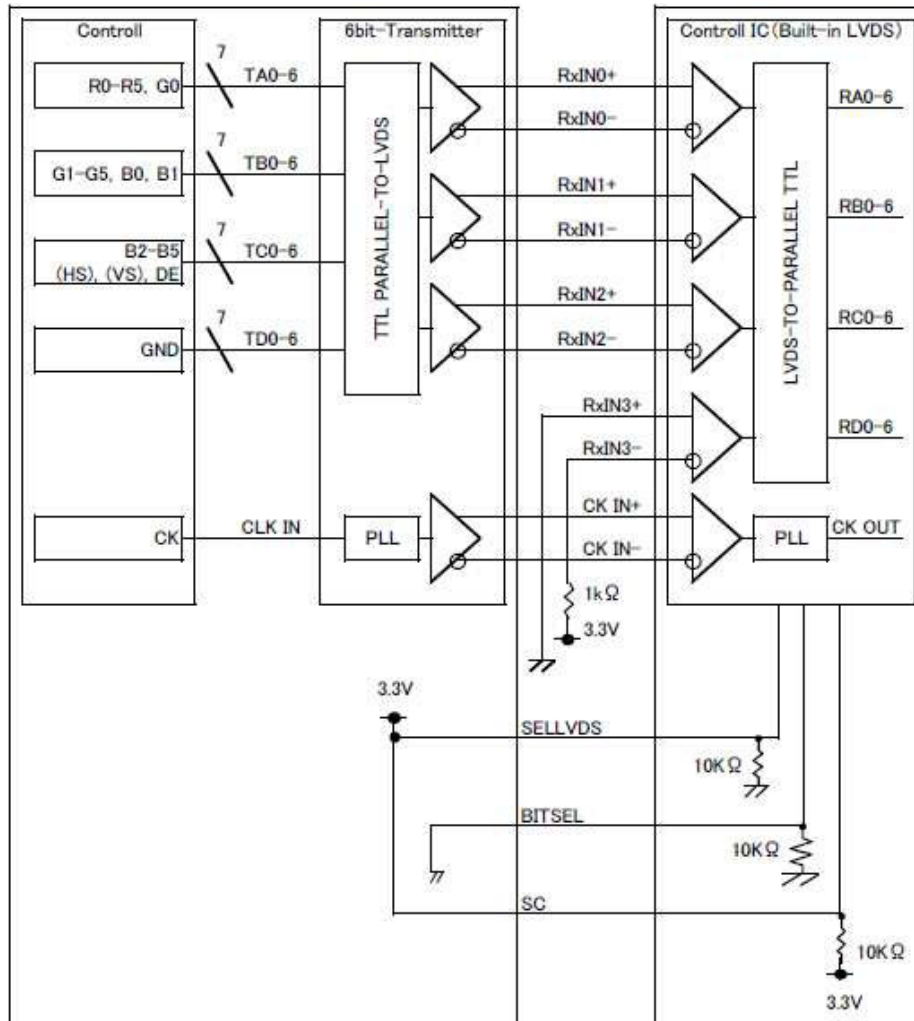 Controll
6bit-Transmitter
Controll IC(Built-in LVDS)
7
R0-R5, G0
TA0-6
RxIN0+
RA0-6
RxIN0-
7
G1-G5, B0, B1
TB0-6
RxIN1+
RB0-6
RxIN1-
7
B2-B5
(HS), (VS), DE
TC0-6
RxIN2+
RC0-6
RxIN2-
7
GND
TD0-6
TTL PARALLEL-TO-LVDS
LVDS-TO-PARALLEL TTL
RxIN3+
RD0-6
RxIN3-
CK
CLK IN
PLL
CK IN+
CK IN-
PLL
CK OUT
1kΩ
3.3V
3.3V
SELLVDS
10KΩ
BITSEL
10KΩ
SC
10KΩ
3.3V